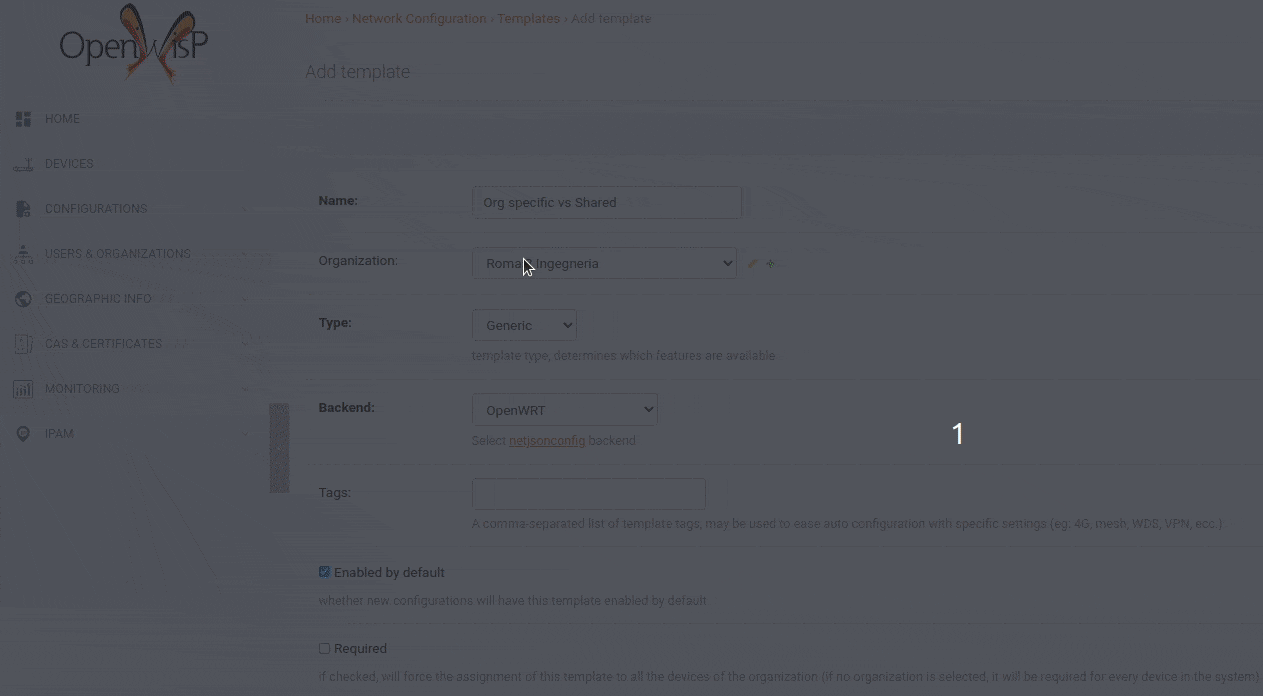 OpenWISP
Home › Network Configuration › Templates › Add template
Add template
HOME
DEVICES
CONFIGURATIONS
USERS & ORGANIZATIONS
GEOGRAPHIC INFO
CAS & CERTIFICATES
MONITORING
IPAM
Name:
Org specific vs Shared
Organization:
Ingegneria
Type:
Generic
template type, determines which features are available
Backend:
OpenWRT
Select netjsonconfig backend
1
Tags:
A comma-separated list of template tags, may be used to ease auto configuration with specific settings (eg: 4G, mesh, WDS, VPN, ecc.)
Enabled by default
whether new configurations will have this template enabled by default
Required
if checked, will force the assignment of this template to all the devices of the organization (if no organization is selected, it will be required for every device in the system)